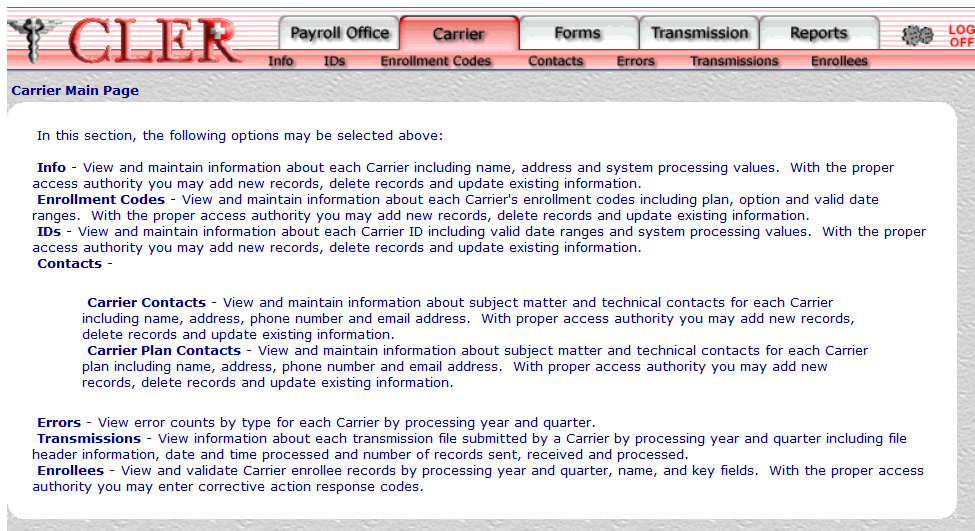 CLER
Payroll Office Carrier Forms Transmission Reports LOG OFF
Info IDs Enrollment Codes Contacts Errors Transmissions Enrollees
Carrier Main Page
In this section, the following options may be selected above:
Info - View and maintain information about each Carrier including name, address and system processing values. With the proper
access authority you may add new records, delete records and update existing information.
Enrollment Codes - View and maintain information about each Carrier's enrollment codes including plan, option and valid date
ranges. With the proper access authority you may add new records, delete records and update existing information.
IDs - View and maintain information about each Carrier ID including valid date ranges and system processing values. With the proper
access authority you may add new records, delete records and update existing information.
Contacts -
Carrier Contacts - View and maintain information about subject matter and technical contacts for each Carrier
including name, address, phone number and email address. With proper access authority you may add new records,
delete records and update existing information.
Carrier Plan Contacts - View and maintain information about subject matter and technical contacts for each Carrier
plan including name, address, phone number and email address. With proper access authority you may add new
records, delete records and update existing information.
Errors - View error counts by type for each Carrier by processing year and quarter.
Transmissions - View information about each transmission file submitted by a Carrier by processing year and quarter including file
header information, date and time processed and number of records sent, received and processed.
Enrollees - View and validate Carrier enrollee records by processing year and quarter, name, and key fields. With the proper access
authority you may enter corrective action response codes.